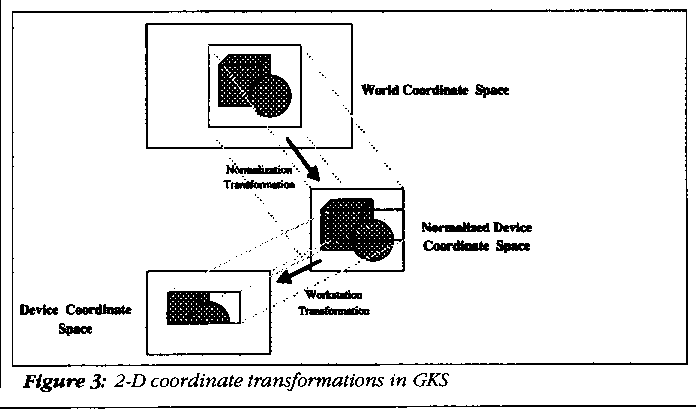 World Coordinate Space
Normalization
Transformation
Normalized Device
Coordinate Space
Device Coordinate
Space
Workstation
Transformation
Figure 3: 2-D coordinate transformations in GKS